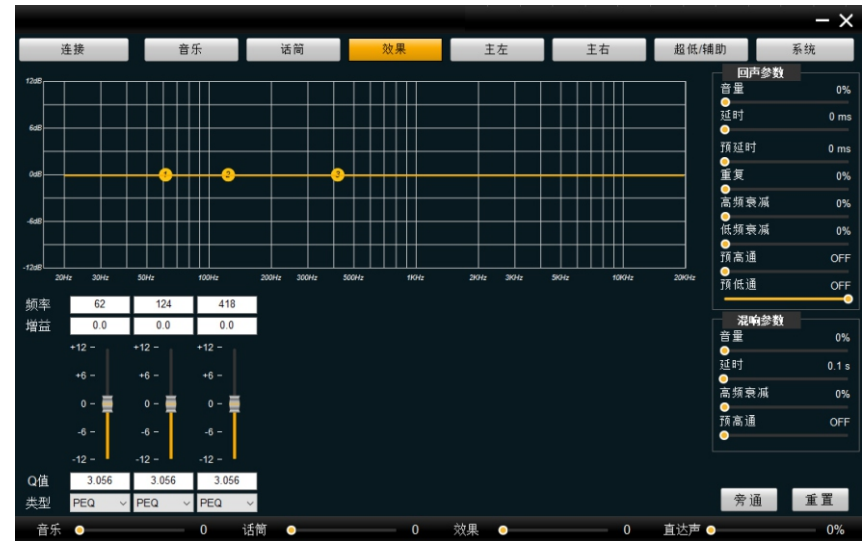 连接 音乐 话筒 效果 主左 主右 超低/辅助 系统
回声参数
12dB
6dB
0dB
-6dB
-12dB
1 2 3
20Hz 30Hz 50Hz 100Hz 200Hz 300Hz 500Hz 1KHz 2KHz 3KHz 5KHz 10KHz 20KHz
音量 0%
延时 0 ms
预延时 0 ms
重复 0%
高频衰减 0%
低频衰减 0%
预高通 OFF
预低通 OFF
频率 62 124 418
增益 0.0 0.0 0.0
+12 - +12 - +12 -
+6 - +6 - +6 -
0 - 0 - 0 -
-6 - -6 - -6 -
-12 - -12 - -12 -
Q值 3.056 3.056 3.056
类型 PEQ PEQ PEQ
混响参数
音量 0%
延时 0.1 s
高频衰减 0%
预高通 OFF
旁通 重置
音乐 0 话筒 0 效果 0 直达声 0%